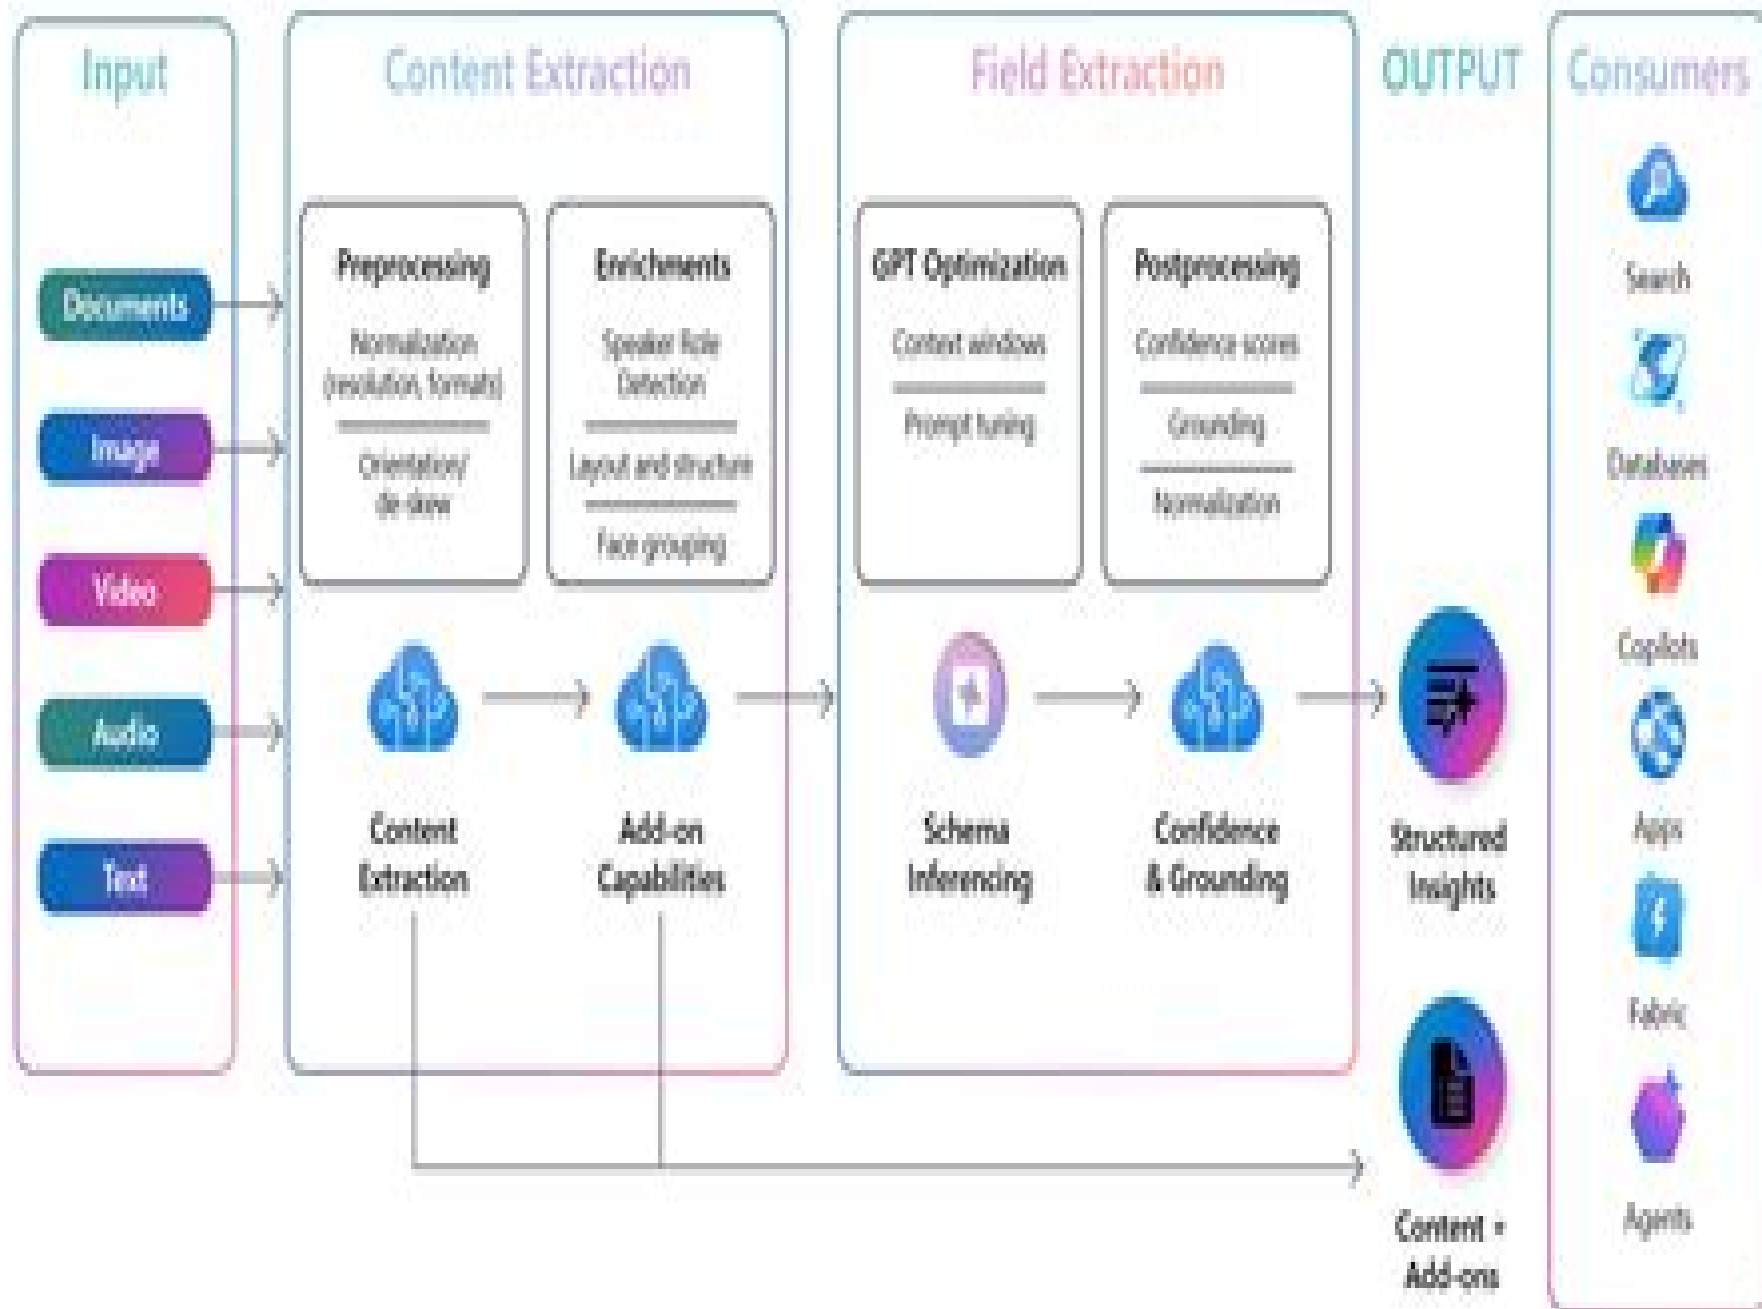 Input
Documents
Image
Video
Audio
Text
Content Extraction
Preprocessing
Normalization
(resolution, formats)
Orientation/
de-skew
Enrichments
Speaker Role
Detection
Layout and structure
Face grouping
Content
Extraction
Add-on
Capabilities
Field Extraction
GPT Optimization
Context windows
Prompt tuning
Postprocessing
Confidence scores
Grounding
Normalization
Schema
Inferencing
Confidence
& Grounding
OUTPUT
Structured
Insights
Content +
Add-ons
Consumers
Search
Databases
Copilots
Apps
Fabric
Agents